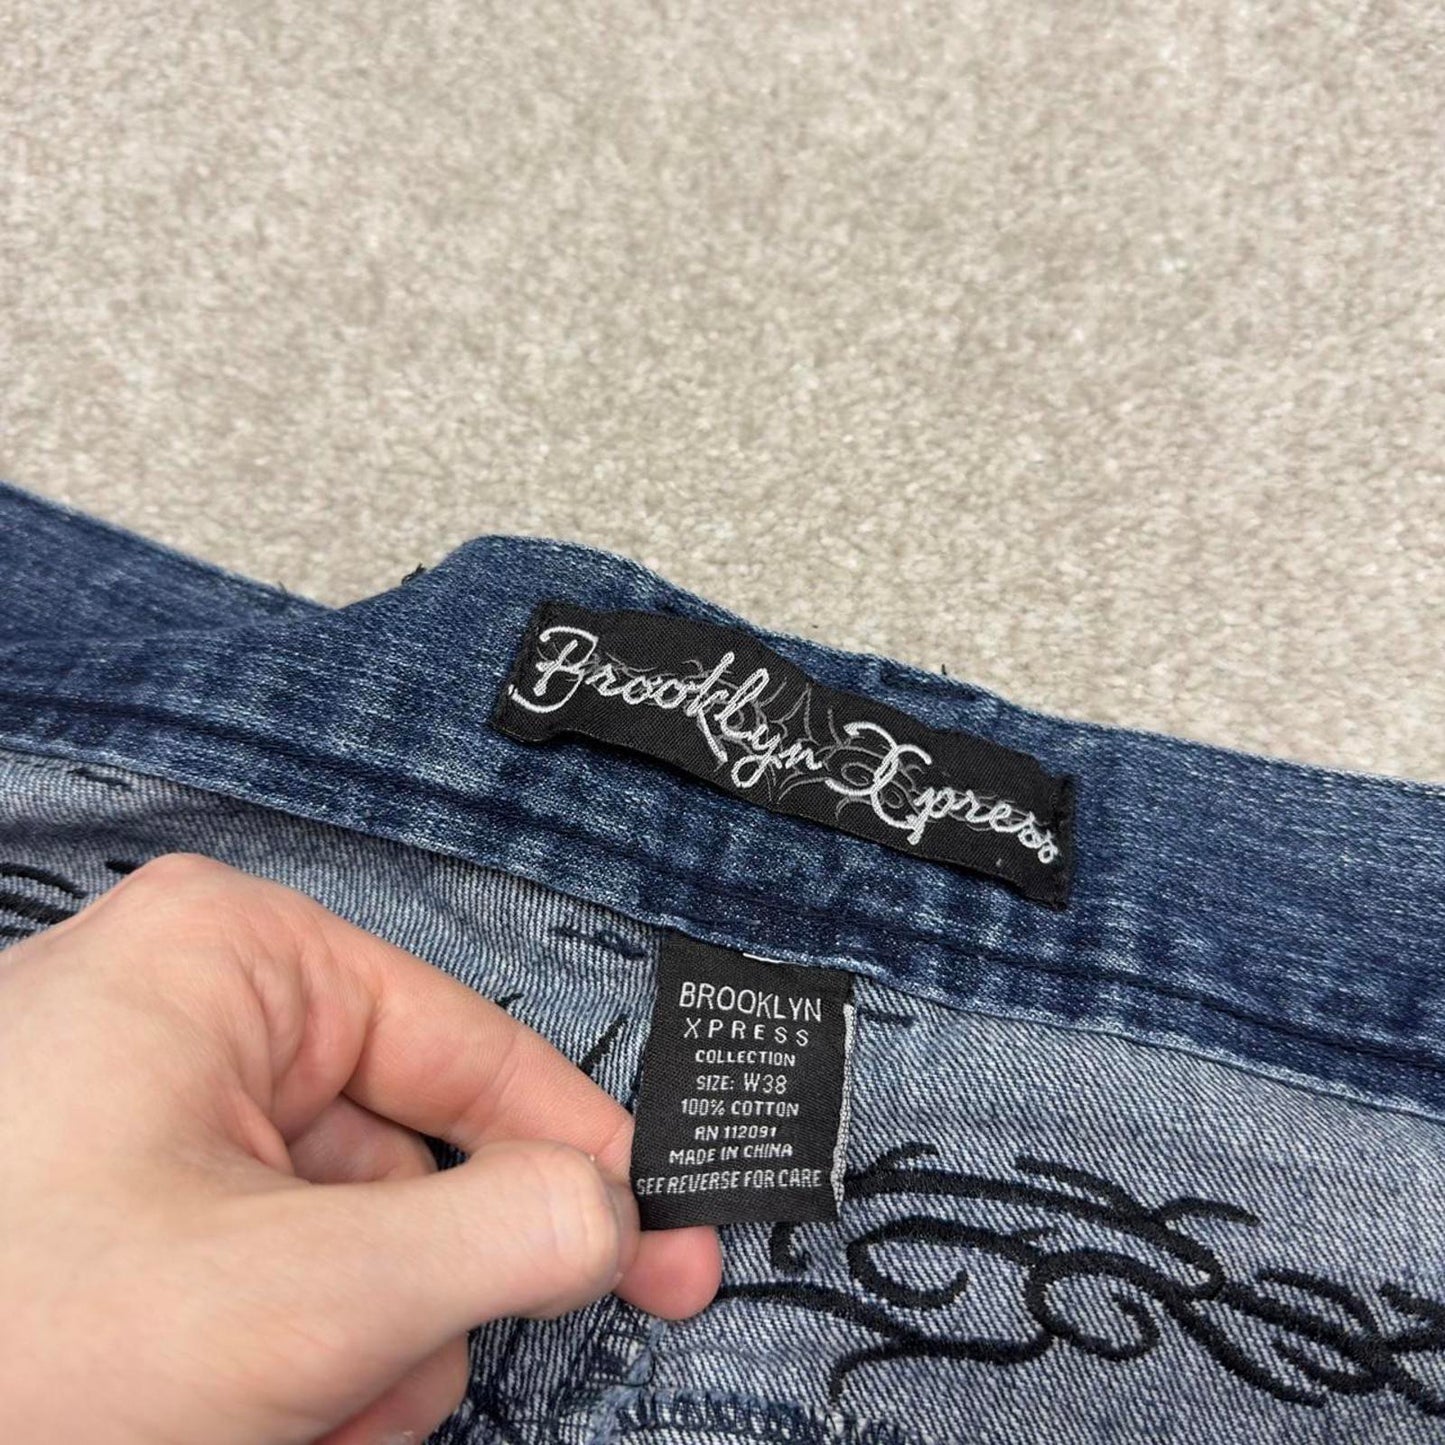 Brooklyn Xpress
BROOKLYN
XPRESS
COLLECTION
SIZE: W38
100% COTTON
RN 112091
MADE IN CHINA
SEE REVERSE FOR CARE